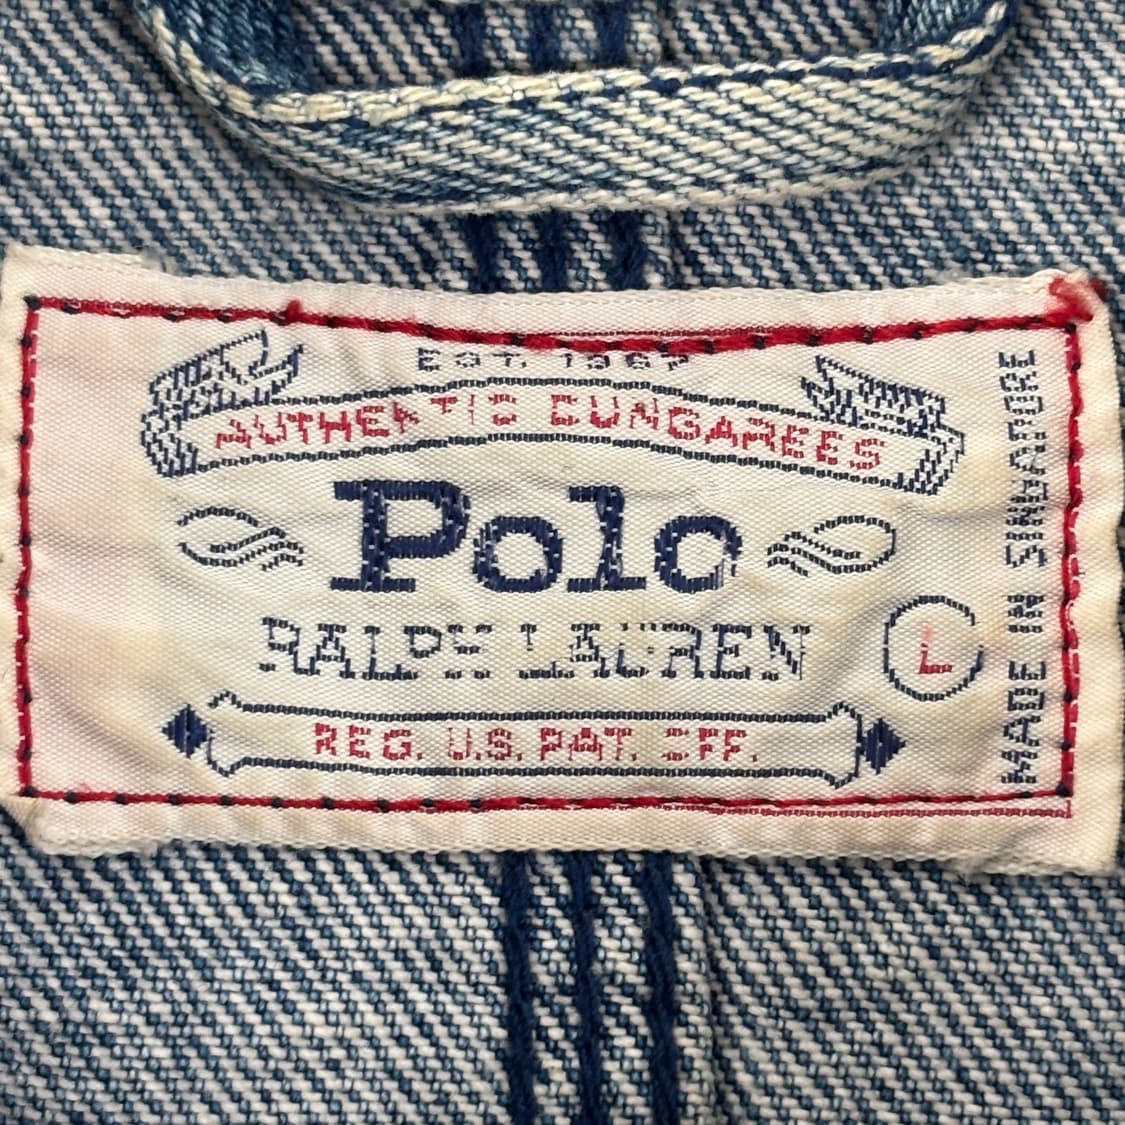 EST. 1967
AUTHENTIC DUNGAREES
Polo
RALPH LAUREN
L
REG. U.S. PAT. OFF.
MADE IN SINGAPORE